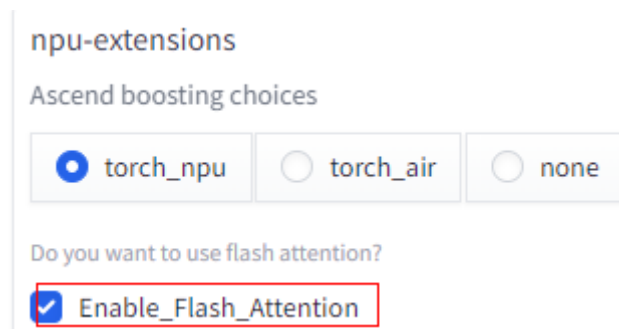 npu-extensions
Ascend boosting choices
torch_npu torch_air none
Do you want to use flash attention?
Enable_Flash_Attention